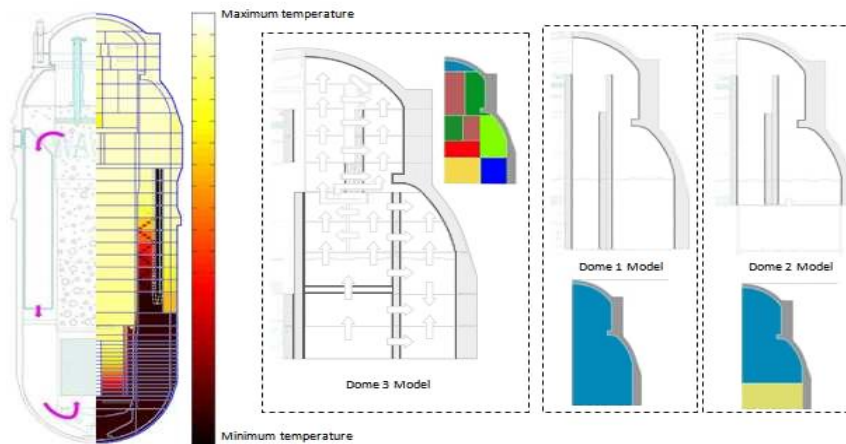 Maximum temperature
Dome 3 Model
Dome 1 Model
Dome 2 Model
Minimum temperature